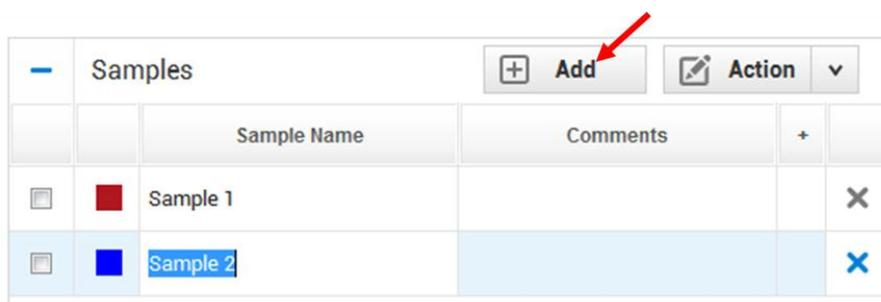 Samples Add Action
Sample Name Comments +
Sample 1
Sample 2